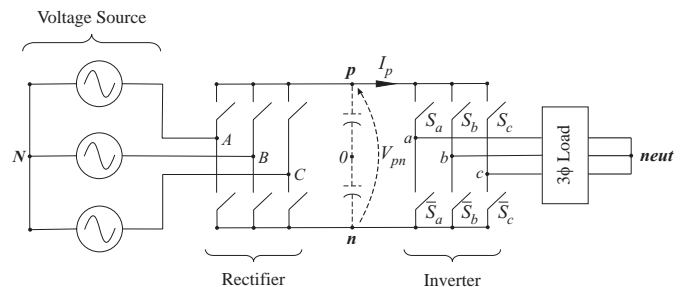 Voltage Source
p
I_p
A
S_a
S_b
S_c
a
3ϕ Load
N
B
0
V_pn
b
neut
C
c
S̅_a
S̅_b
S̅_c
n
Rectifier
Inverter